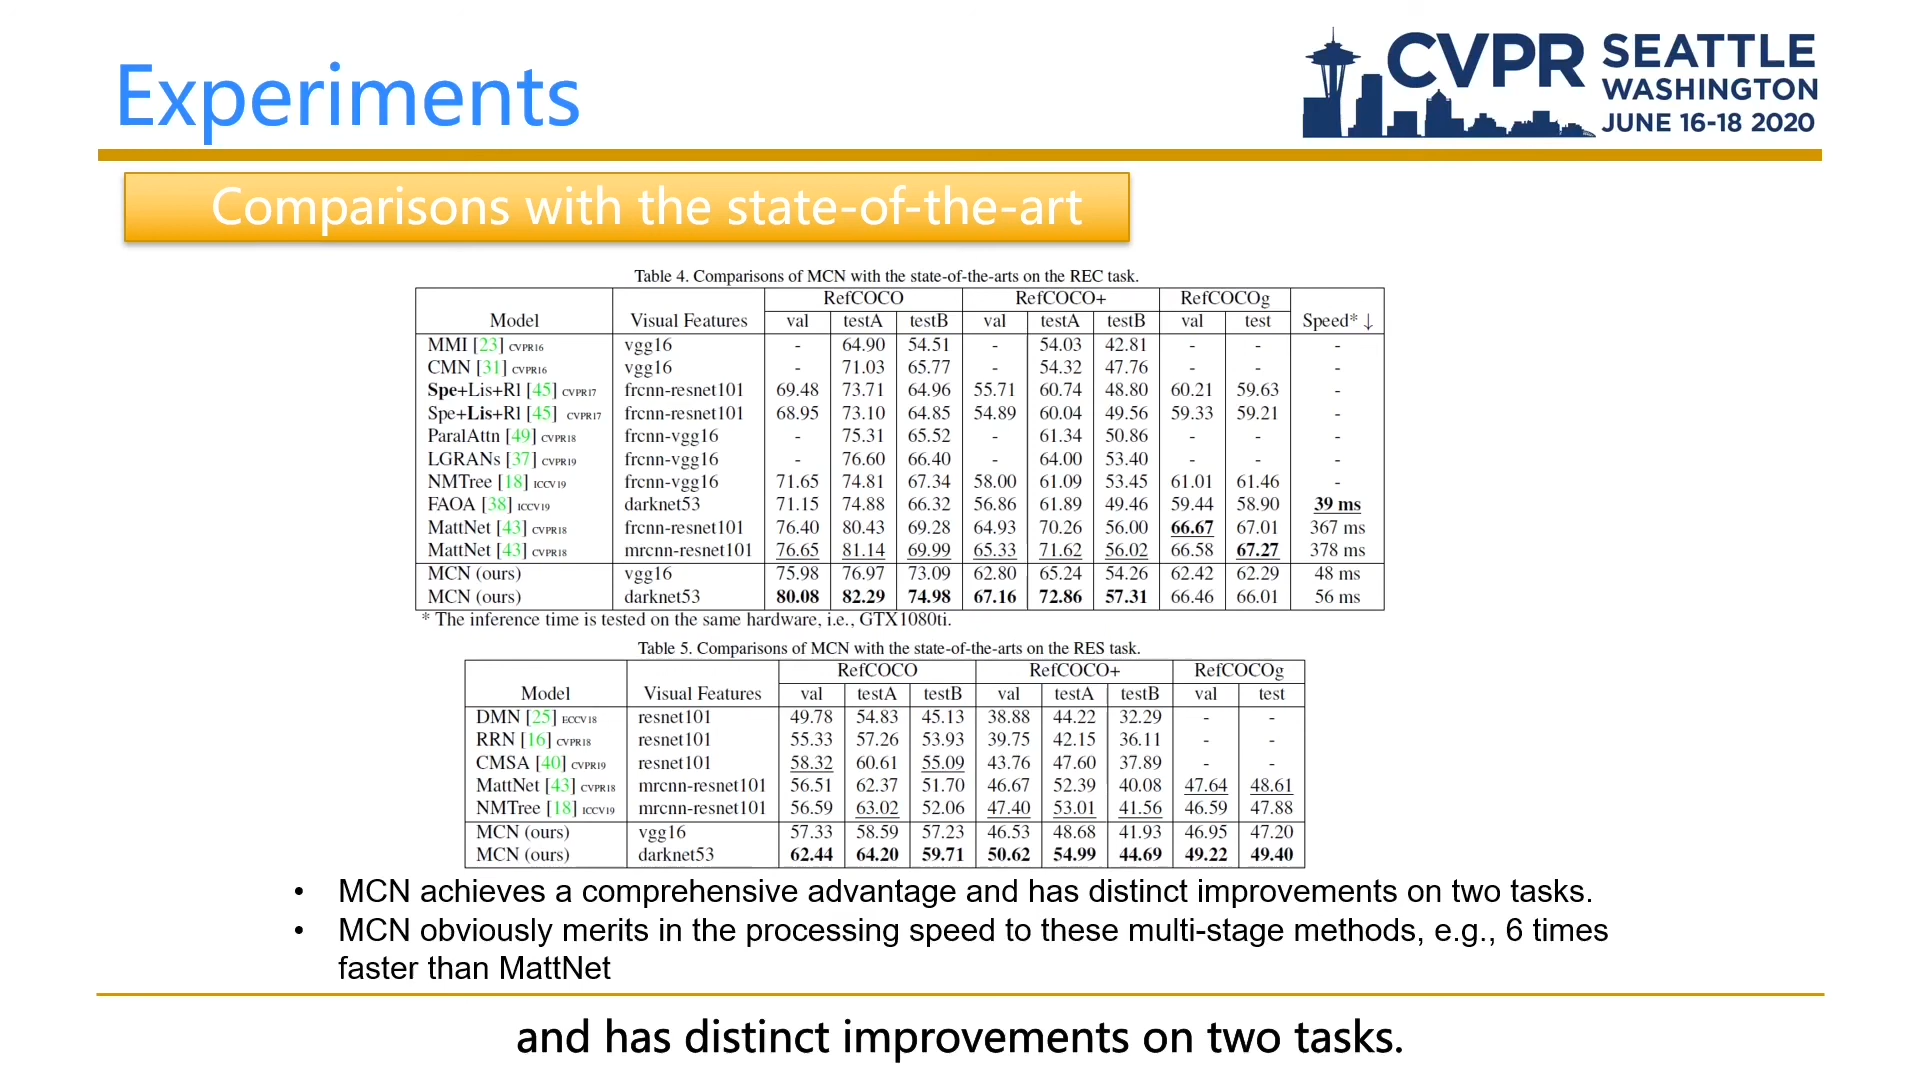 Experiments
CVPR SEATTLE
WASHINGTON
JUNE 16-18 2020
Comparisons with the state-of-the-art
Table 4. Comparisons of MCN with the state-of-the-arts on the REC task.
RefCOCO RefCOCO+ RefCOCOg
Model Visual Features val testA testB val testA testB val test Speed* ↓
MMI [23] CVPR16 vgg16 - 64.90 54.51 - 54.03 42.81 - - -
CMN [31] CVPR16 vgg16 - 71.03 65.77 - 54.32 47.76 - - -
Spe+Lis+Rl [45] CVPR17 frcnn-resnet101 69.48 73.71 64.96 55.71 60.74 48.80 60.21 59.63 -
Spe+Lis+Rl [45] CVPR17 frcnn-resnet101 68.95 73.10 64.85 54.89 60.04 49.56 59.33 59.21 -
ParalAttn [49] CVPR18 frcnn-vgg16 - 75.31 65.52 - 61.34 50.86 - - -
LGRANs [37] CVPR19 frcnn-vgg16 - 76.60 66.40 - 64.00 53.40 - - -
NMTree [18] ICCV19 frcnn-vgg16 71.65 74.81 67.34 58.00 61.09 53.45 61.01 61.46 -
FAOA [38] ICCV19 darknet53 71.15 74.88 66.32 56.86 61.89 49.46 59.44 58.90 39 ms
MattNet [43] CVPR18 frcnn-resnet101 76.40 80.43 69.28 64.93 70.26 56.00 66.67 67.01 367 ms
MattNet [43] CVPR18 mrcnn-resnet101 76.65 81.14 69.99 65.33 71.62 56.02 66.58 67.27 378 ms
MCN (ours) vgg16 75.98 76.97 73.09 62.80 65.24 54.26 62.42 62.29 48 ms
MCN (ours) darknet53 80.08 82.29 74.98 67.16 72.86 57.31 66.46 66.01 56 ms
* The inference time is tested on the same hardware, i.e., GTX1080ti.
Table 5. Comparisons of MCN with the state-of-the-arts on the RES task.
RefCOCO RefCOCO+ RefCOCOg
Model Visual Features val testA testB val testA testB val test
DMN [25] ECCV18 resnet101 49.78 54.83 45.13 38.88 44.22 32.29 - -
RRN [16] CVPR18 resnet101 55.33 57.26 53.93 39.75 42.15 36.11 - -
CMSA [40] CVPR19 resnet101 58.32 60.61 55.09 43.76 47.60 37.89 - -
MattNet [43] CVPR18 mrcnn-resnet101 56.51 62.37 51.70 46.67 52.39 40.08 47.64 48.61
NMTree [18] ICCV19 mrcnn-resnet101 56.59 63.02 52.06 47.40 53.01 41.56 46.59 47.88
MCN (ours) vgg16 57.33 58.59 57.23 46.53 48.68 41.93 46.95 47.20
MCN (ours) darknet53 62.44 64.20 59.71 50.62 54.99 44.69 49.22 49.40
• MCN achieves a comprehensive advantage and has distinct improvements on two tasks.
• MCN obviously merits in the processing speed to these multi-stage methods, e.g., 6 times
faster than MattNet
and has distinct improvements on two tasks.